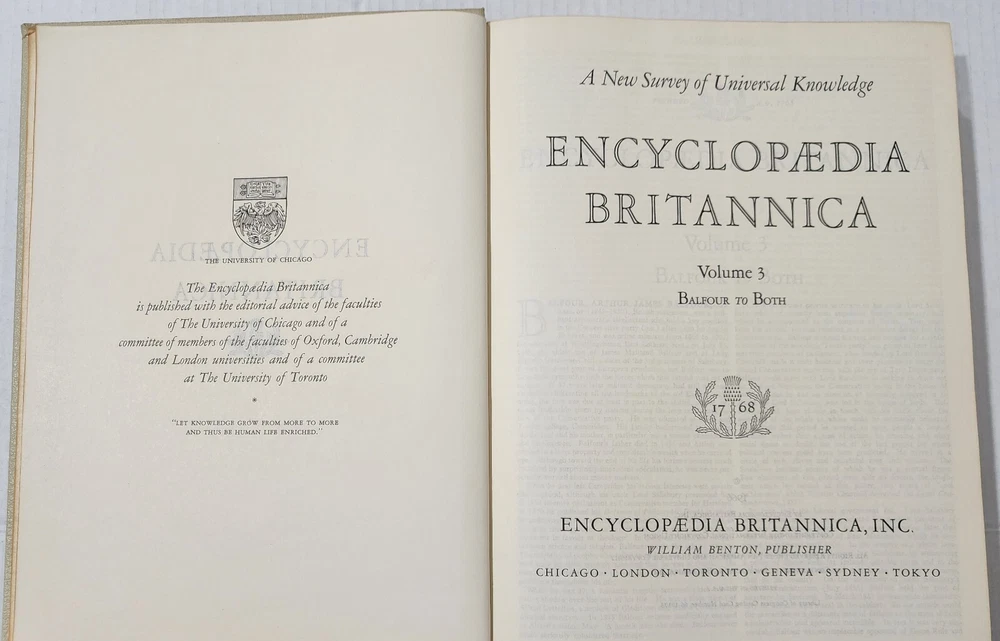 THE UNIVERSITY OF CHICAGO
The Encyclopædia Britannica
is published with the editorial advice of the faculties
of The University of Chicago and of a
committee of members of the faculties of Oxford, Cambridge
and London universities and of a committee
at The University of Toronto
*
"LET KNOWLEDGE GROW FROM MORE TO MORE
AND THUS BE HUMAN LIFE ENRICHED."
A New Survey of Universal Knowledge
ENCYCLOPÆDIA
BRITANNICA
Volume 3
BALFOUR TO BOTH
17 68
ENCYCLOPÆDIA BRITANNICA, INC.
WILLIAM BENTON, PUBLISHER
CHICAGO · LONDON · TORONTO · GENEVA · SYDNEY · TOKYO